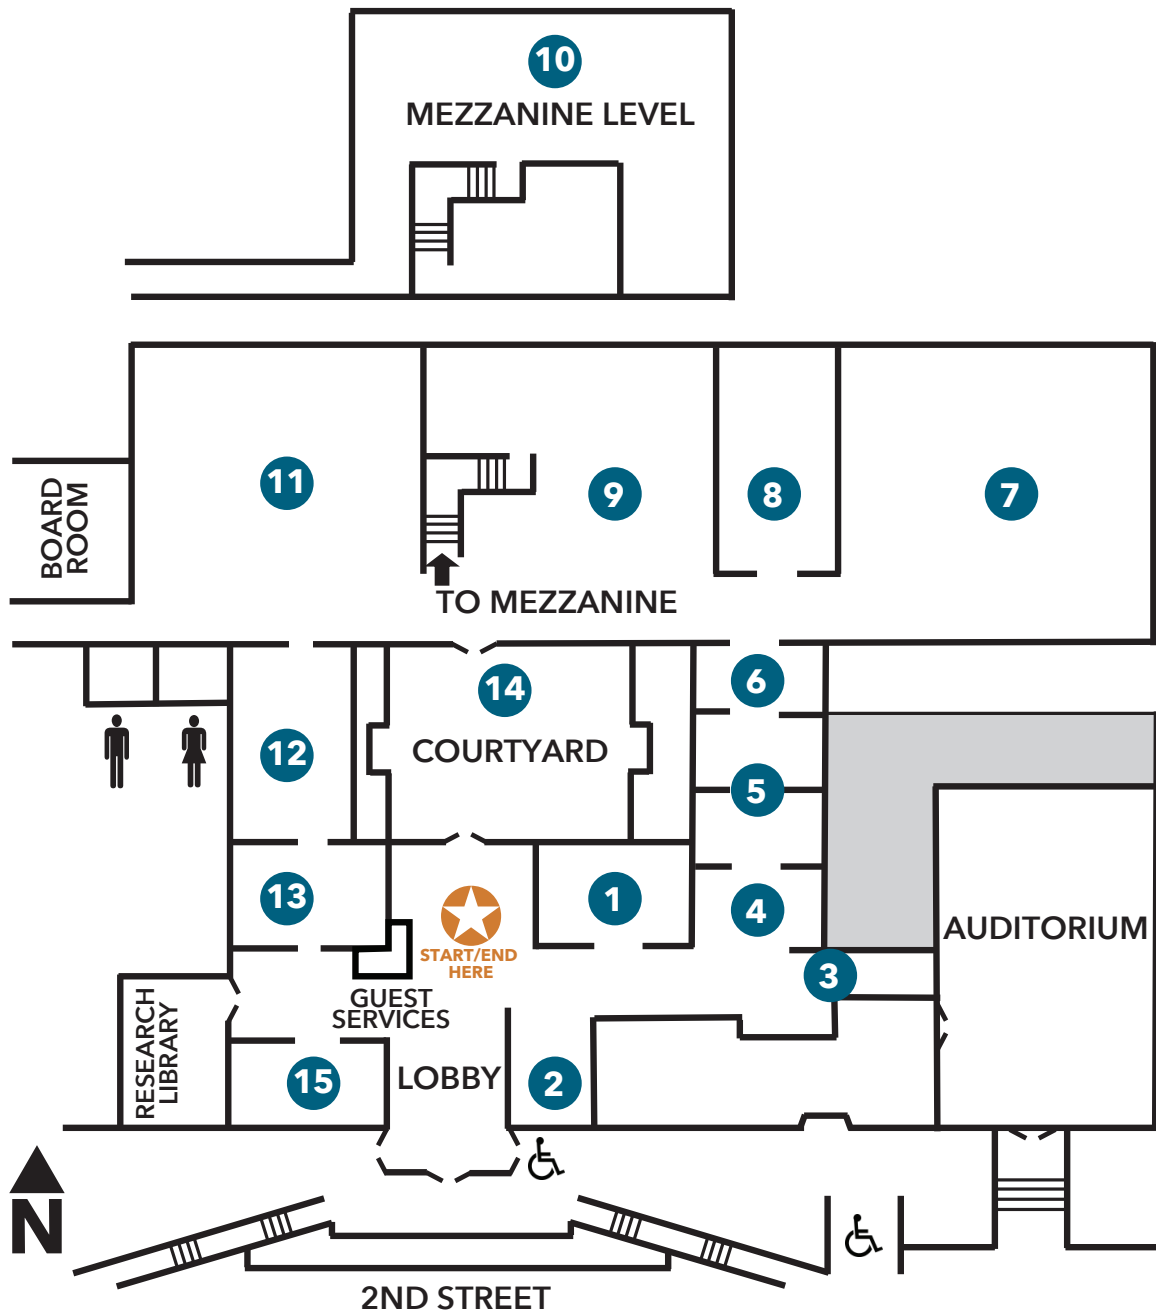 10
MEZZANINE LEVEL
11
9
8
7
BOARD
ROOM
TO MEZZANINE
6
14
12
COURTYARD
5
13
1
4
START/END
HERE
AUDITORIUM
3
GUEST
SERVICES
RESEARCH
LIBRARY
15
LOBBY
2
N
2ND STREET